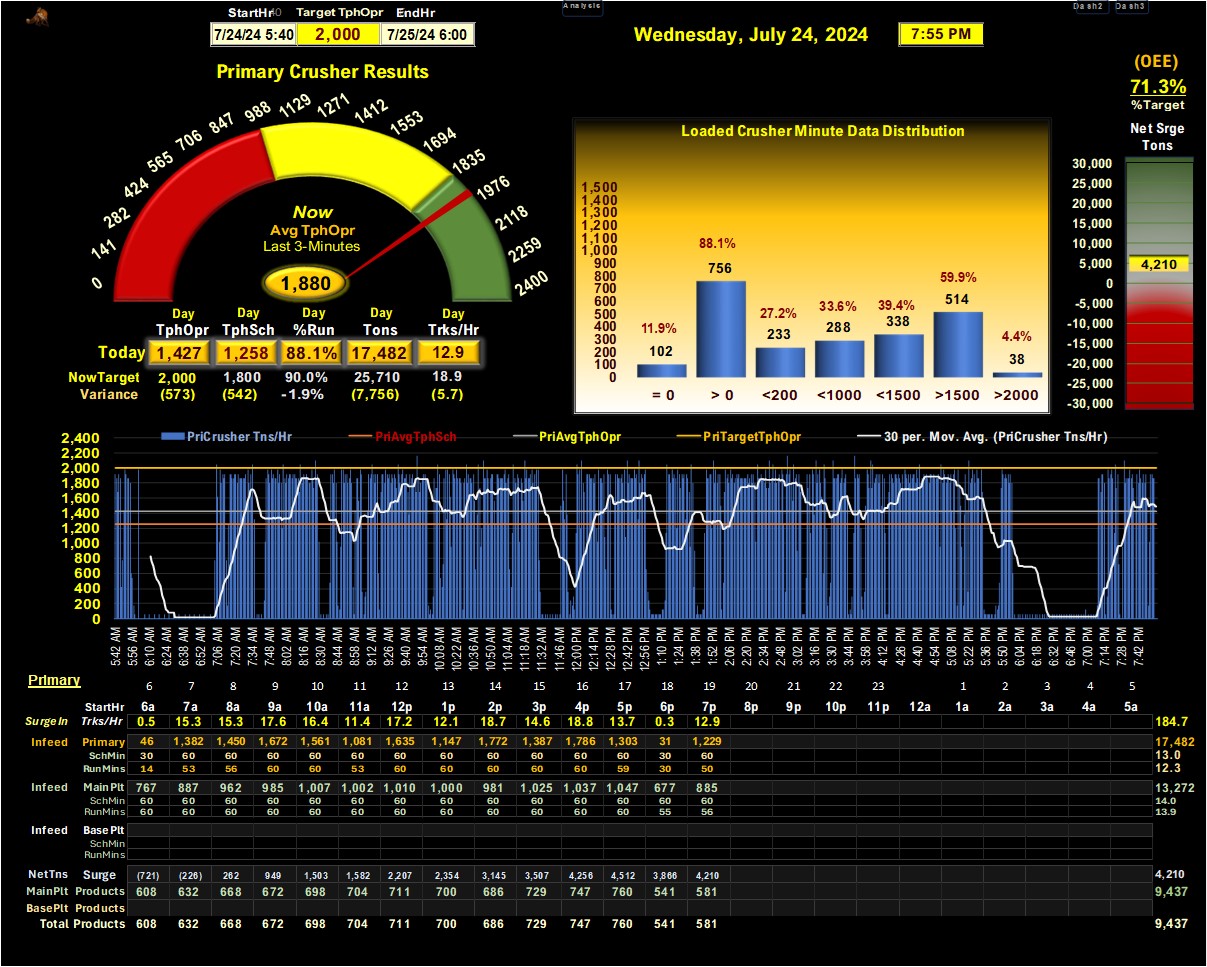 Analysis
Dash2 Dash3
StartHr Target TphOpr EndHr
7/24/24 5:40 2,000 7/25/24 6:00
Wednesday, July 24, 2024 7:55 PM
(OEE)
71.3%
%Target
Primary Crusher Results
0 141 282 424 565 706 847 988 1129 1271 1412 1553 1694 1835 1976 2118 2259 2400
Now
Avg TphOpr
Last 3-Minutes
1,880
Day Day Day Day Day
TphOpr TphSch %Run Tons Trks/Hr
Today 1,427 1,258 88.1% 17,482 12.9
NowTarget 2,000 1,800 90.0% 25,710 18.9
Variance (573) (542) -1.9% (7,756) (5.7)
Loaded Crusher Minute Data Distribution
1,500
1,400
1,300
1,200
1,100
1,000
900
800
700
600
500
400
300
200
100
0
11.9% 88.1% 27.2% 33.6% 39.4% 59.9% 4.4%
102 756 233 288 338 514 38
= 0 > 0 <200 <1000 <1500 >1500 >2000
Net Srge
Tons
30,000
25,000
20,000
15,000
10,000
5,000
0
-5,000
-10,000
-15,000
-20,000
-25,000
-30,000
4,210
PriCrusher Tns/Hr PriAvgTphSch PriAvgTphOpr PriTargetTphOpr 30 per. Mov. Avg. (PriCrusher Tns/Hr)
2,400
2,200
2,000
1,800
1,600
1,400
1,200
1,000
800
600
400
200
0
5:42 AM 5:56 AM 6:10 AM 6:24 AM 6:38 AM 6:52 AM 7:06 AM 7:20 AM 7:34 AM 7:48 AM 8:02 AM 8:16 AM 8:30 AM 8:44 AM 8:58 AM 9:12 AM 9:26 AM 9:40 AM 9:54 AM 10:08 AM 10:22 AM 10:36 AM 10:50 AM 11:04 AM 11:18 AM 11:32 AM 11:46 AM 12:00 PM 12:14 PM 12:28 PM 12:42 PM 12:56 PM 1:10 PM 1:24 PM 1:38 PM 1:52 PM 2:06 PM 2:20 PM 2:34 PM 2:48 PM 3:02 PM 3:16 PM 3:30 PM 3:44 PM 3:58 PM 4:12 PM 4:26 PM 4:40 PM 4:54 PM 5:08 PM 5:22 PM 5:36 PM 5:50 PM 6:04 PM 6:18 PM 6:32 PM 6:46 PM 7:00 PM 7:14 PM 7:28 PM 7:42 PM
Primary 6 7 8 9 10 11 12 13 14 15 16 17 18 19 20 21 22 23 1 2 3 4 5
StartHr 6a 7a 8a 9a 10a 11a 12p 1p 2p 3p 4p 5p 6p 7p 8p 9p 10p 11p 12a 1a 2a 3a 4a 5a
SurgeIn Trks/Hr 0.5 15.3 15.3 17.6 16.4 11.4 17.2 12.1 18.7 14.6 18.8 13.7 0.3 12.9 184.7
Infeed Primary 46 1,382 1,450 1,672 1,561 1,081 1,635 1,147 1,772 1,387 1,786 1,303 31 1,229 17,482
SchMin 30 60 60 60 60 60 60 60 60 60 60 60 30 60 13.0
RunMins 14 53 56 60 60 53 60 60 60 60 60 59 30 50 12.3
Infeed MainPlt 767 887 962 985 1,007 1,002 1,010 1,000 981 1,025 1,037 1,047 677 885 13,272
SchMin 60 60 60 60 60 60 60 60 60 60 60 60 60 60 14.0
RunMins 60 60 60 60 60 60 60 60 60 60 60 60 55 56 13.9
Infeed Base Plt
SchMin
RunMins
NetTns Surge (721) (226) 262 949 1,503 1,582 2,207 2,354 3,145 3,507 4,256 4,512 3,866 4,210 4,210
MainPlt Products 608 632 668 672 698 704 711 700 686 729 747 760 541 581 9,437
BasePlt Products
Total Products 608 632 668 672 698 704 711 700 686 729 747 760 541 581 9,437